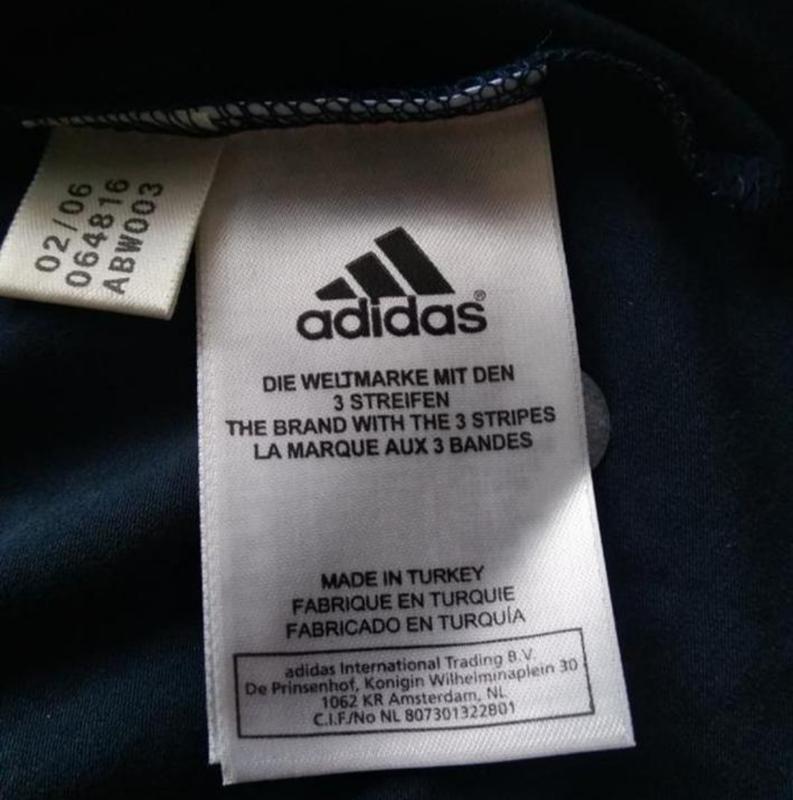 02/06
064816
ABW003
adidas®
DIE WELTMARKE MIT DEN
3 STREIFEN
THE BRAND WITH THE 3 STRIPES
LA MARQUE AUX 3 BANDES
MADE IN TURKEY
FABRIQUE EN TURQUIE
FABRICADO EN TURQUÍA
adidas International Trading B.V.
De Prinsenhof, Konigin Wilhelminaplein 30
1062 KR Amsterdam, NL
C.I.F./No NL 807301322B01